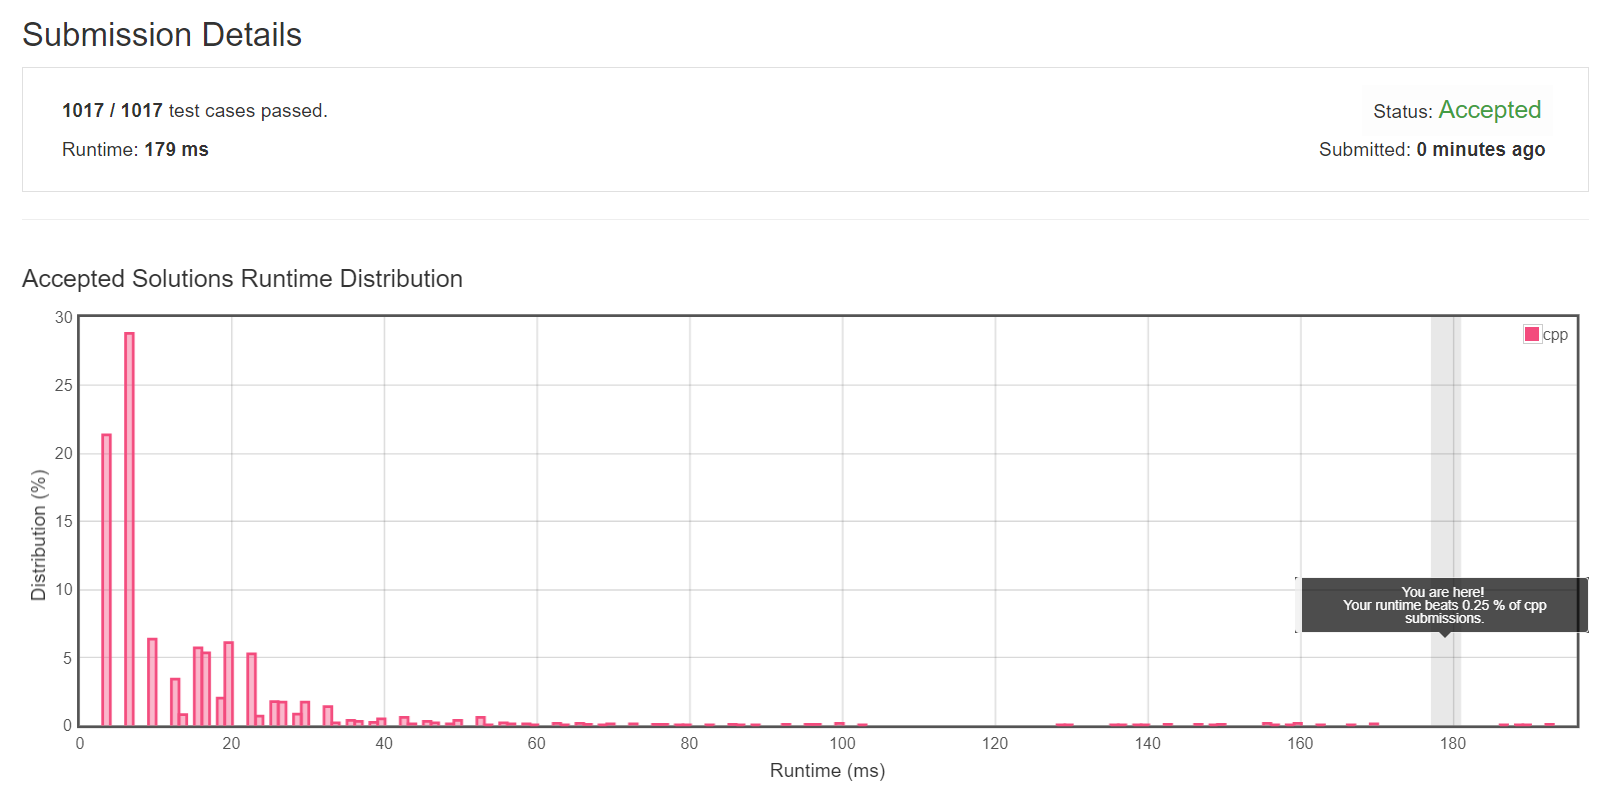 Submission Details
1017 / 1017 test cases passed.
Status: Accepted
Runtime: 179 ms
Submitted: 0 minutes ago
Accepted Solutions Runtime Distribution
cpp
30
25
20
15
10
5
0
Distribution (%)
You are here!
Your runtime beats 0.25 % of cpp
submissions.
0 20 40 60 80 100 120 140 160 180
Runtime (ms)